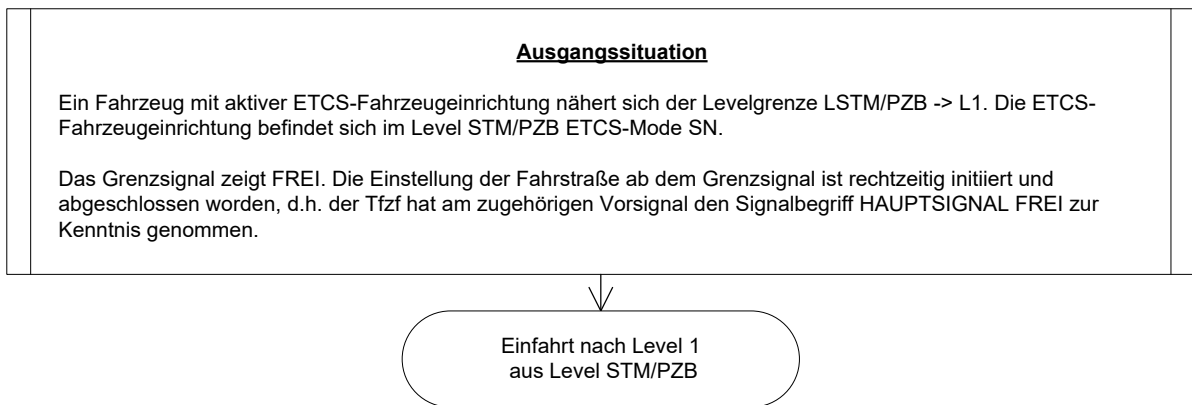 Ausgangssituation
Ein Fahrzeug mit aktiver ETCS-Fahrzeugeinrichtung nähert sich der Levelgrenze LSTM/PZB -> L1. Die ETCS-
Fahrzeugeinrichtung befindet sich im Level STM/PZB ETCS-Mode SN.
Das Grenzsignal zeigt FREI. Die Einstellung der Fahrstraße ab dem Grenzsignal ist rechtzeitig initiiert und
abgeschlossen worden, d.h. der Tfzf hat am zugehörigen Vorsignal den Signalbegriff HAUPTSIGNAL FREI zur
Kenntnis genommen.
Einfahrt nach Level 1
aus Level STM/PZB